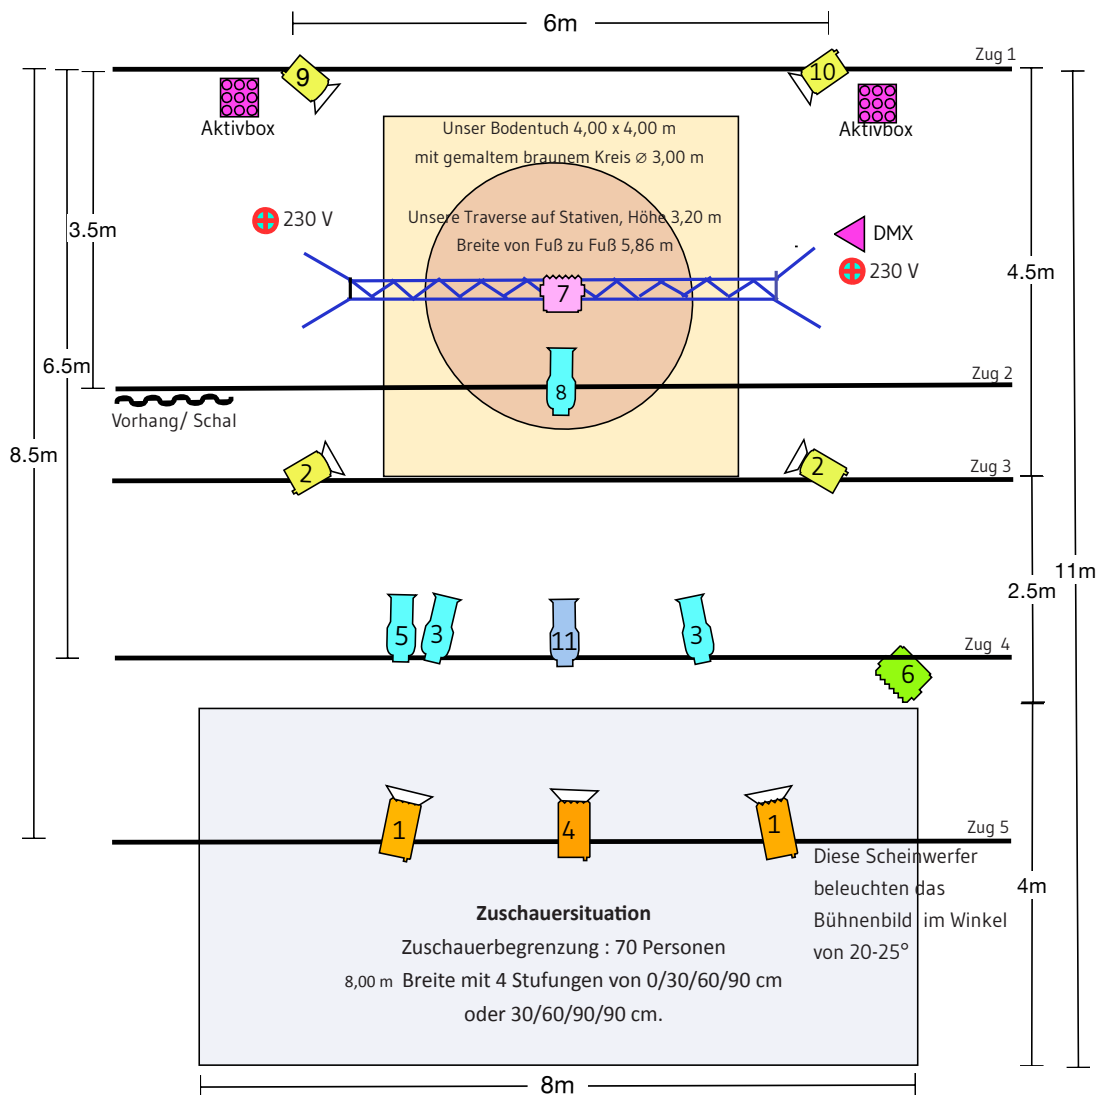 6m
Zug 1
9
10
Aktivbox
Aktivbox
Unser Bodentuch 4,00 x 4,00 m
mit gemaltem braunem Kreis ⌀ 3,00 m
Unsere Traverse auf Stativen, Höhe 3,20 m
Breite von Fuß zu Fuß 5,86 m
230 V
DMX
230 V
3.5m
4.5m
7
6.5m
Zug 2
8
Vorhang/ Schal
8.5m
Zug 3
2
2
11m
2.5m
5
3
11
3
Zug 4
6
1
4
1
Zug 5
Diese Scheinwerfer
beleuchten das
Bühnenbild im Winkel
von 20-25°
4m
Zuschauersituation
Zuschauerbegrenzung : 70 Personen
8,00 m Breite mit 4 Stufungen von 0/30/60/90 cm
oder 30/60/90/90 cm.
8m